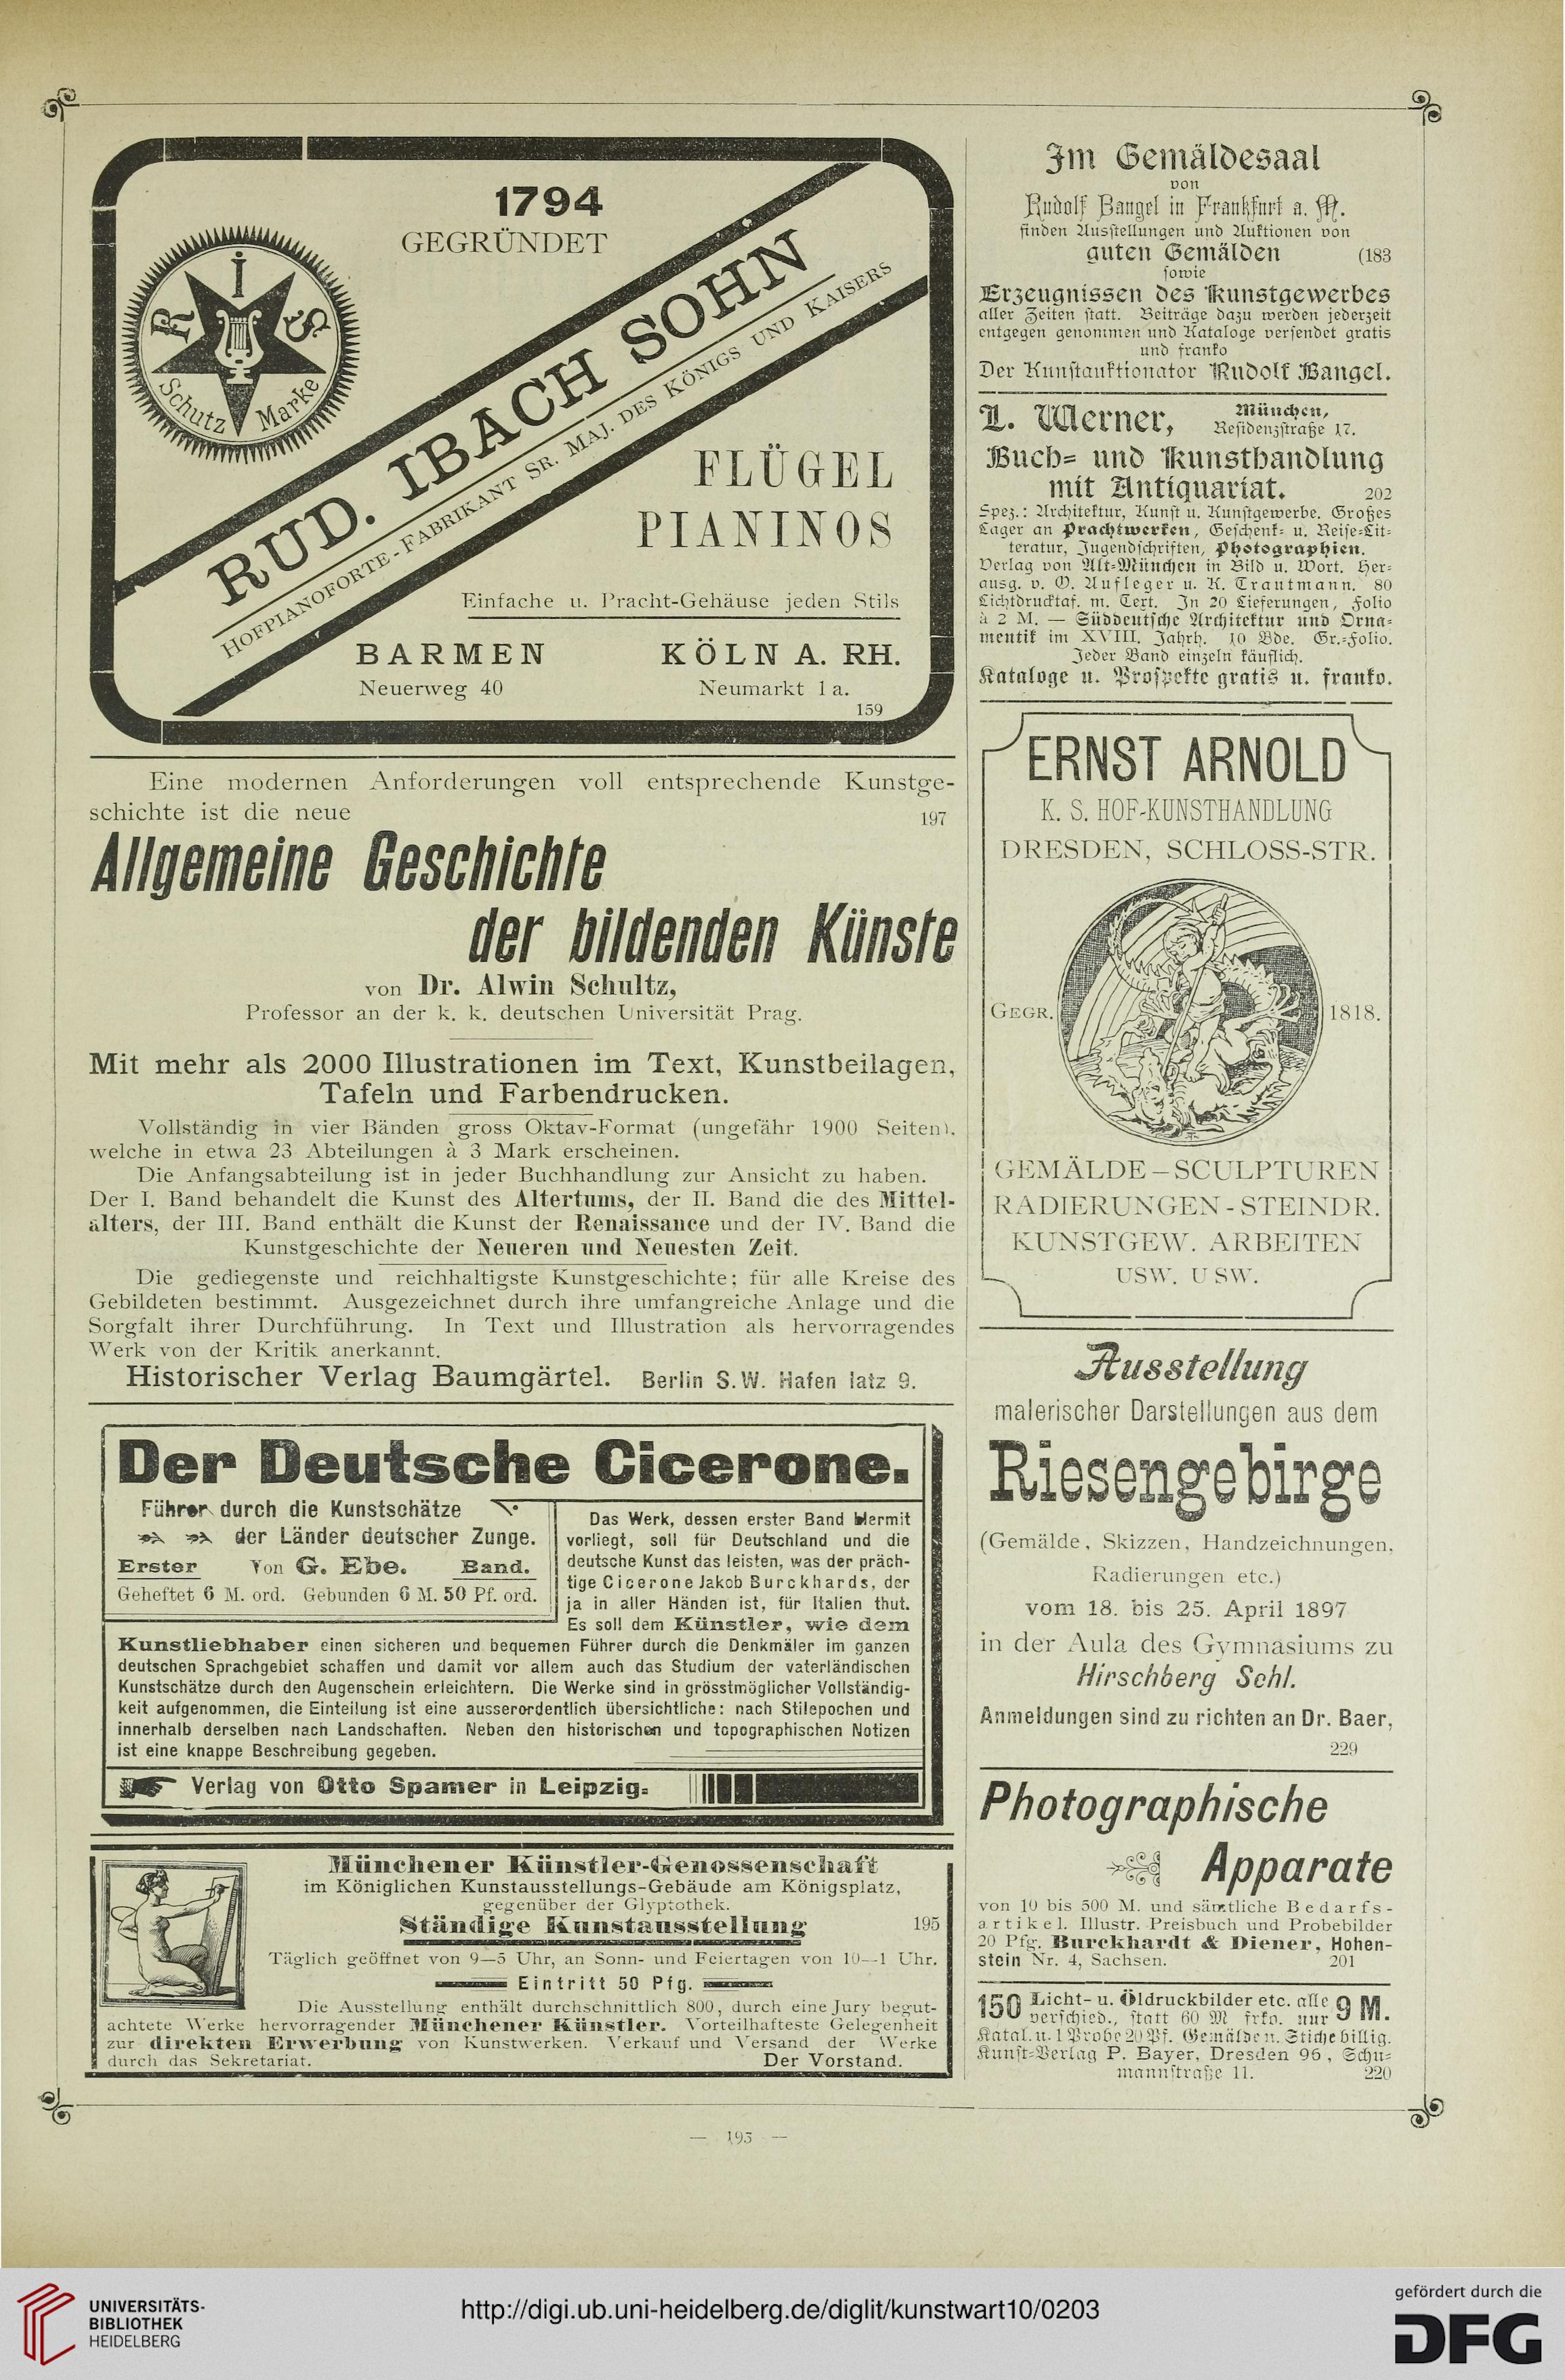 1794
GEGRÜNDET
IRIS
Schutz Marke
RUD. IBACH SOHN
HOFPIANOFORTE-FABRIKANT SR. MAJ. DES KÖNIGS UND KAISERS
FLÜGEL
PIANINOS
Einfache u. Pracht-Gehäuse jeden Stils
BARMEN KÖLN A. RH.
Neuerweg 40 Neumarkt 1 a.
159
Eine modernen Anforderungen voll entsprechende Kunstge-
schichte ist die neue 197
Allgemeine Geschichte
der bildenden Künste
von Dr. Alwin Schultz,
Professor an der k. k. deutschen Universität Prag.
Mit mehr als 2000 Illustrationen im Text, Kunstbeilagen,
Tafeln und Farbendrucken.
Vollständig in vier Bänden gross Oktav-Format (ungefähr 1900 Seiten),
welche in etwa 23 Abteilungen à 3 Mark erscheinen.
Die Anfangsabteilung ist in jeder Buchhandlung zur Ansicht zu haben.
Der I. Band behandelt die Kunst des Altertums, der II. Band die des Mittel-
alters, der III. Band enthält die Kunst der Renaissance und der IV. Band die
Kunstgeschichte der Neueren und Neuesten Zeit.
Die gediegenste und reichhaltigste Kunstgeschichte; für alle Kreise des
Gebildeten bestimmt. Ausgezeichnet durch ihre umfangreiche Anlage und die
Sorgfalt ihrer Durchführung. In Text und Illustration als hervorragendes
Werk von der Kritik anerkannt.
Historischer Verlag Baumgärtel. Berlin S.W. Hafen latz 9.
Der Deutsche Cicerone.
Führer durch die Kunstschätze
der Länder deutscher Zunge.
Erster Von G. Ebe. Band.
Geheftet 6 M. ord. Gebunden 6 M. 50 Pf. ord.
Das Werk, dessen erster Band hiermit
vorliegt, soll für Deutschland und die
deutsche Kunst das leisten, was der präch-
tige Cicerone Jakob Burckhards, der
ja in aller Händen ist, für Italien thut.
Es soll dem Künstler, wie dem
Kunstliebhaber einen sicheren und bequemen Führer durch die Denkmäler im ganzen
deutschen Sprachgebiet schaffen und damit vor allem auch das Studium der vaterländischen
Kunstschätze durch den Augenschein erleichtern. Die Werke sind in grösstmöglicher Vollständig-
keit aufgenommen, die Einteilung ist eine ausserordentlich übersichtliche: nach Stilepochen und
innerhalb derselben nach Landschaften. Neben den historischen und topographischen Notizen
ist eine knappe Beschreibung gegeben.
Verlag von Otto Spamer in Leipzig.
Münchener Künstler-Genossenschaft
im Königlichen Kunstausstellungs-Gebäude am Königsplatz,
gegenüber der Glyptothek.
Ständige Kunstausstellung 195
Täglich geöffnet von 9—5 Uhr, an Sonn- und Feiertagen von 10—1 Uhr.
Eintritt 50 Pfg.
Die Ausstellung enthält durchschnittlich 800, durch eine Jury begut-
achtete Werke hervorragender Münchener Künstler. Vorteilhafteste Gelegenheit
zur direkten Erwerbung von Kunstwerken. Verkauf und Versand der Werke
durch das Sekretariat. Der Vorstand.
Im Gemäldesaal
von
Rudolf Bangel in Frankfurt a. M.
finden Ausstellungen und Auktionen von
guten Gemälden (183
sowie
Erzeugnissen des Kunstgewerbes
aller Zeiten statt. Beiträge dazu werden jederzeit
entgegen genommen und Kataloge versendet gratis
und franko
Der Kunstauktionator Rudolf Bangel.
L. Werner, München,
Residenzstraße 17.
Buch- und Kunsthandlung
mit Antiquariat. 202
Spez.: Architektur, Kunst u. Kunstgewerbe. Großes
Lager an Prachtwerken, Geschenk- u. Reise-Lit-
teratur, Jugendschriften, Photographien.
Verlag von Alt-München in Bild u. Wort. Her-
ausg. v. O. Aufleger u. K. Trautmann. 80
Lichtdrucktaf. m. Text. In 20 Lieferungen, Folio
à 2 M. — Süddeutsche Architektur und Orna-
mentik im XVIII. Jahrh. 10 Bde. Gr.-Folio.
Jeder Band einzeln käuflich.
Kataloge u. Prospekte gratis u. franko.
ERNST ARNOLD
K. S. HOF-KUNSTHANDLUNG
DRESDEN, SCHLOSS-STR.
GEGR. 1818.
GEMÄLDE – SCULPTUREN
RADIERUNGEN - STEINDR.
KUNSTGEW. ARBEITEN
USW. USW.
Ausstellung
malerischer Darstellungen aus dem
Riesengebirge
(Gemälde, Skizzen, Handzeichnungen,
Radierungen etc.)
vom 18. bis 25. April 1897
in der Aula des Gymnasiums zu
Hirschberg Schl.
Anmeldungen sind zu richten an Dr. Baer,
229
Photographische
Apparate
von 10 bis 500 M. und sämtliche Bedarfs-
artikel. Illustr. Preisbuch und Probebilder
20 Pfg. Burckhardt & Diener, Hohen-
stein Nr. 4, Sachsen. 201
150 Licht- u. Öldruckbilder etc. alle
verschied., statt 60 M frko. nur 9 M.
Katal. u. 1 Probe 20 Pf. Gemälde n. Stiche billig.
Kunst-Verlag P. Bayer, Dresden 96, Schu-
mannstraße 11. 220
— 193 —
UNIVERSITÄTS-
BIBLIOTHEK
HEIDELBERG
http://digi.ub.uni-heidelberg.de/diglit/kunstwart10/0203
gefördert durch die
DFG